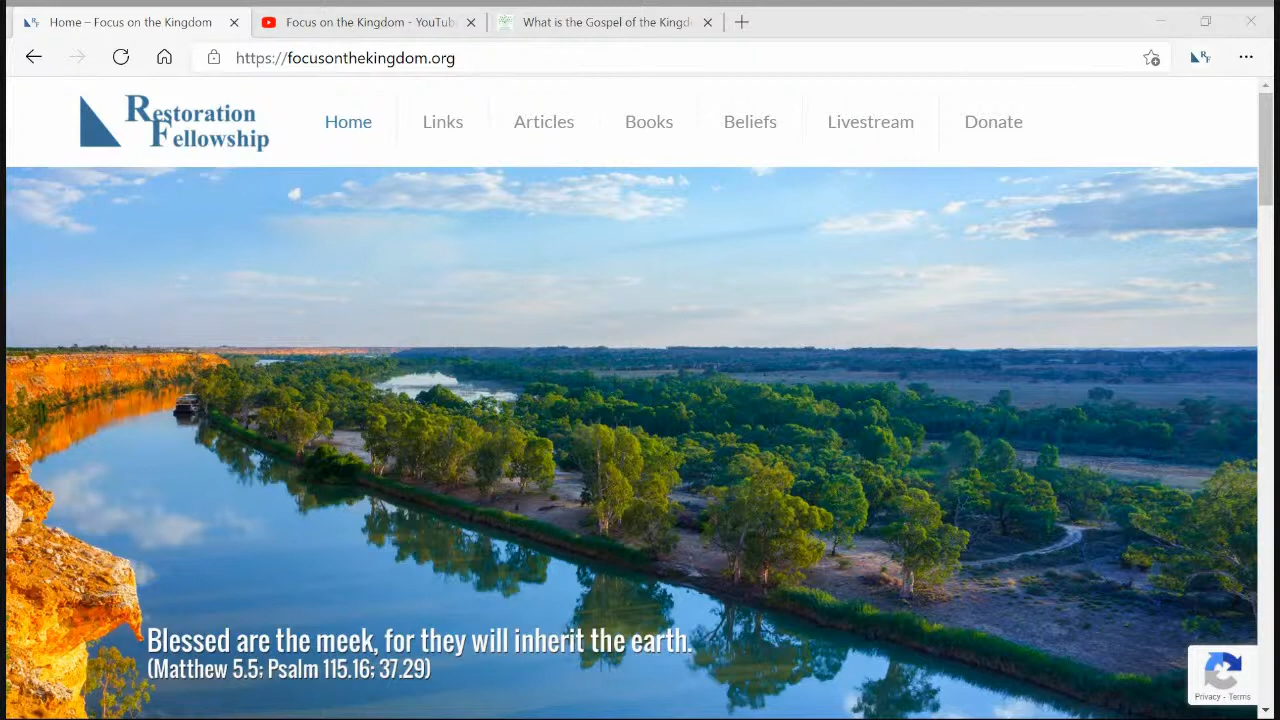 Home – Focus on the Kingdom
Focus on the Kingdom - YouTub
What is the Gospel of the Kingd
https://focusonthekingdom.org
RF
Restoration
Fellowship
Home
Links
Articles
Books
Beliefs
Livestream
Donate
Blessed are the meek, for they will inherit the earth.
(Matthew 5.5; Psalm 115.16; 37.29)
Privacy - Terms